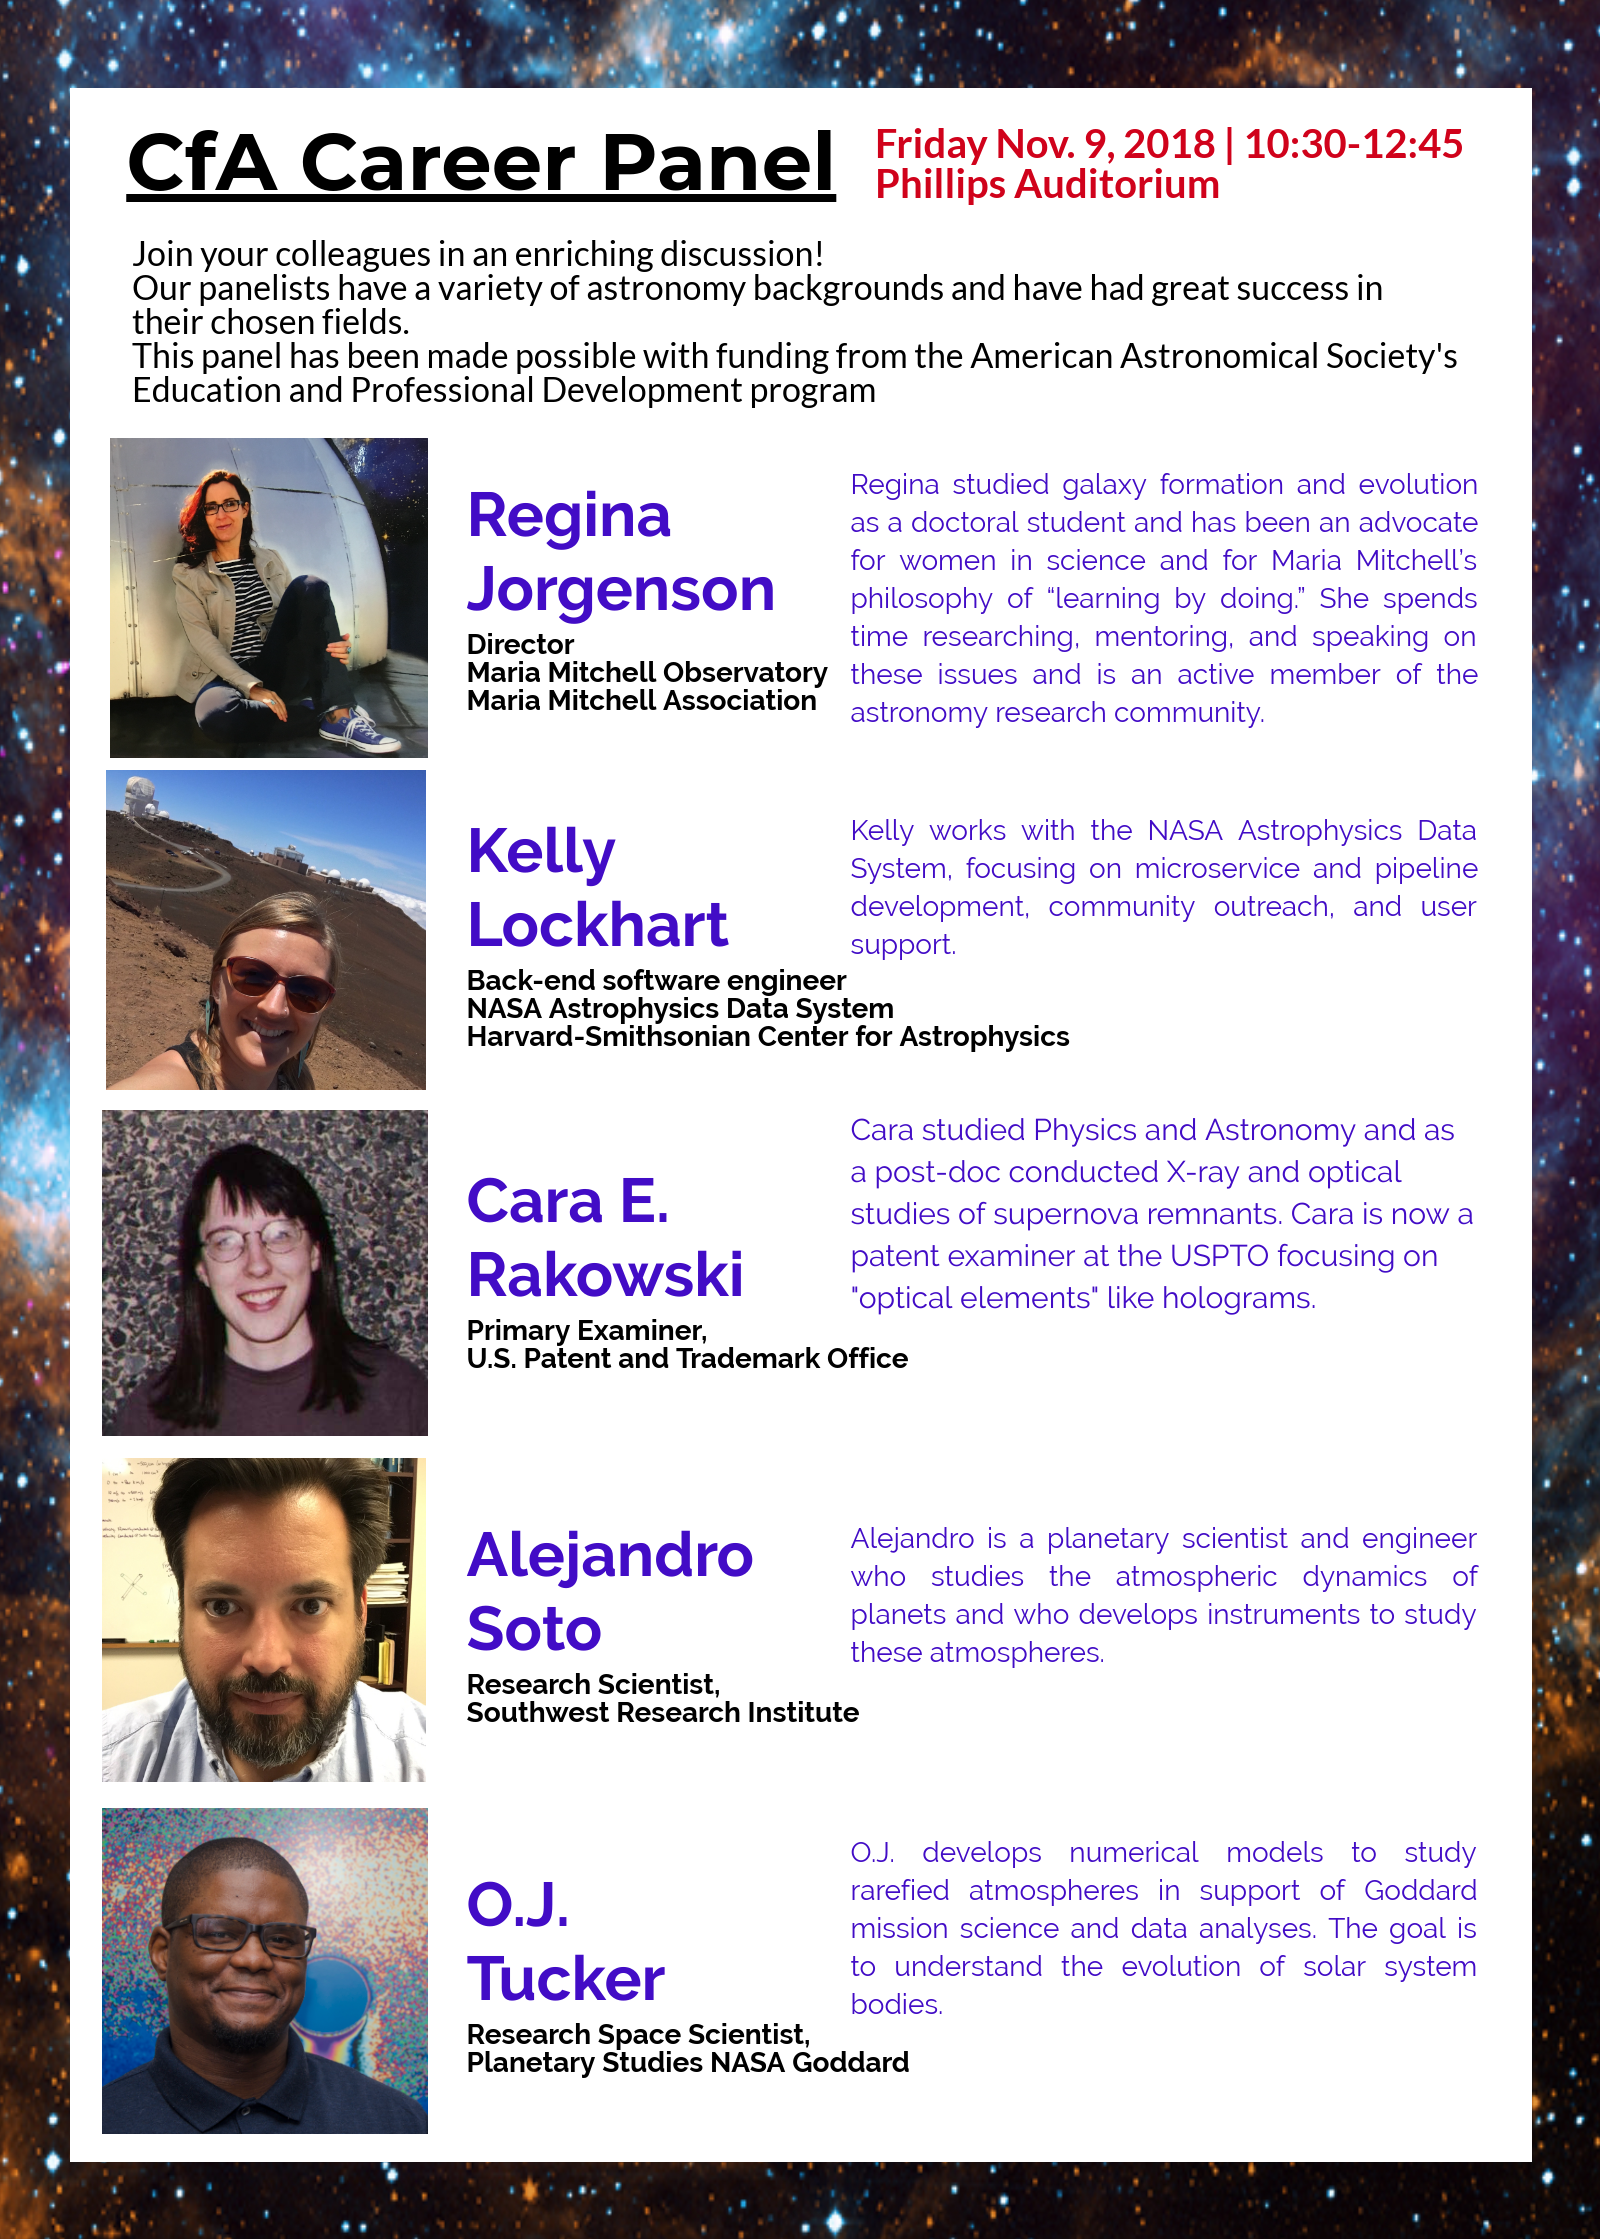 CfA Career Panel
Friday Nov. 9, 2018 | 10:30-12:45
Phillips Auditorium
Join your colleagues in an enriching discussion!
Our panelists have a variety of astronomy backgrounds and have had great success in
their chosen fields.
This panel has been made possible with funding from the American Astronomical Society's
Education and Professional Development program
Regina
Jorgenson
Director
Maria Mitchell Observatory
Maria Mitchell Association
Regina studied galaxy formation and evolution
as a doctoral student and has been an advocate
for women in science and for Maria Mitchell’s
philosophy of “learning by doing.” She spends
time researching, mentoring, and speaking on
these issues and is an active member of the
astronomy research community.
Kelly
Lockhart
Back-end software engineer
NASA Astrophysics Data System
Harvard-Smithsonian Center for Astrophysics
Kelly works with the NASA Astrophysics Data
System, focusing on microservice and pipeline
development, community outreach, and user
support.
Cara E.
Rakowski
Primary Examiner,
U.S. Patent and Trademark Office
Cara studied Physics and Astronomy and as
a post-doc conducted X-ray and optical
studies of supernova remnants. Cara is now a
patent examiner at the USPTO focusing on
"optical elements" like holograms.
Alejandro
Soto
Research Scientist,
Southwest Research Institute
Alejandro is a planetary scientist and engineer
who studies the atmospheric dynamics of
planets and who develops instruments to study
these atmospheres.
O.J.
Tucker
Research Space Scientist,
Planetary Studies NASA Goddard
O.J. develops numerical models to study
rarefied atmospheres in support of Goddard
mission science and data analyses. The goal is
to understand the evolution of solar system
bodies.